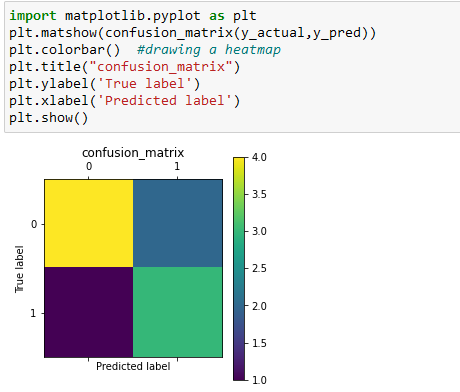 import matplotlib.pyplot as plt
plt.matshow(confusion_matrix(y_actual,y_pred))
plt.colorbar()  #drawing a heatmap
plt.title("confusion_matrix")
plt.ylabel('True label')
plt.xlabel('Predicted label')
plt.show()
confusion_matrix
0 1
4.0
3.5
3.0
2.5
2.0
1.5
1.0
True label
0
1
Predicted label